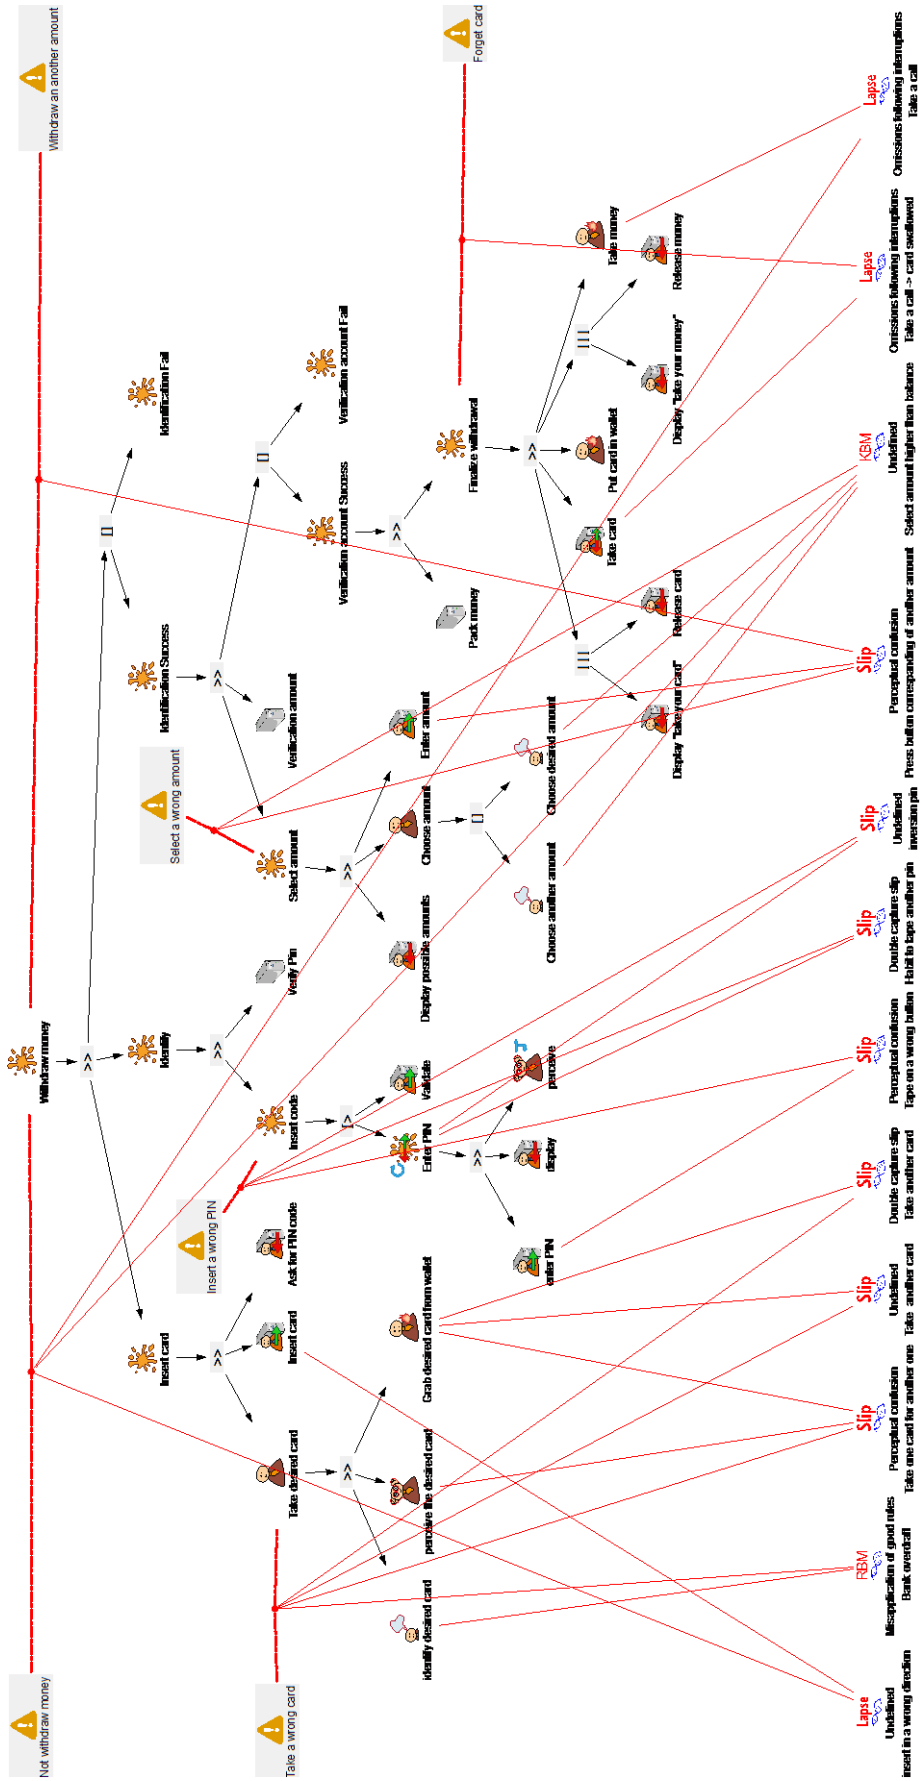 Not withdraw money
Withdraw money
Withdraw an another amount
>>
[]
Insert card
Identify
Identification Success
Identification Fail
Insert a wrong PIN
Select a wrong amount
>>
>>
>>
Take a wrong card
Take desired card
Insert card
Ask for PIN code
Insert code
Verify Pin
Select amount
Verification amount
[]
>>
[>
>>
Verification account Success
Verification account Fail
>>
identify desired card
perceive the desired card
Grab desired card from wallet
Enter PIN
Validate
Display possible amounts
Choose amount
Enter amount
Pack money
Finalize withdrawal
Forget card
>>
[]
>>
enter PIN
display
perceive
Choose another amount
Choose desired amount
|||
Take card
Put card in wallet
|||
Take money
Display "take your card"
Release card
Display "take your money"
Release money
Lapse
Undefined
insert in a wrong direction
RBM
Misapplication of good rules
Bank overdraft
Slip
Perceptual confusion
Take one card for another one
Slip
Undefined
Take another card
Slip
Double capture slip
Take another card
Slip
Perceptual confusion
Tape on a wrong button
Slip
Double capture slip
Habit to tape another pin
Slip
Undefined
inversion pin
Slip
Perceptual confusion
Press buttom corresponding of another amount
KBM
Undefined
Select amount higher than balance
Lapse
Omissions following interruptions
Take a call -> card swallowed
Lapse
Omissions following interruptions
Take a call